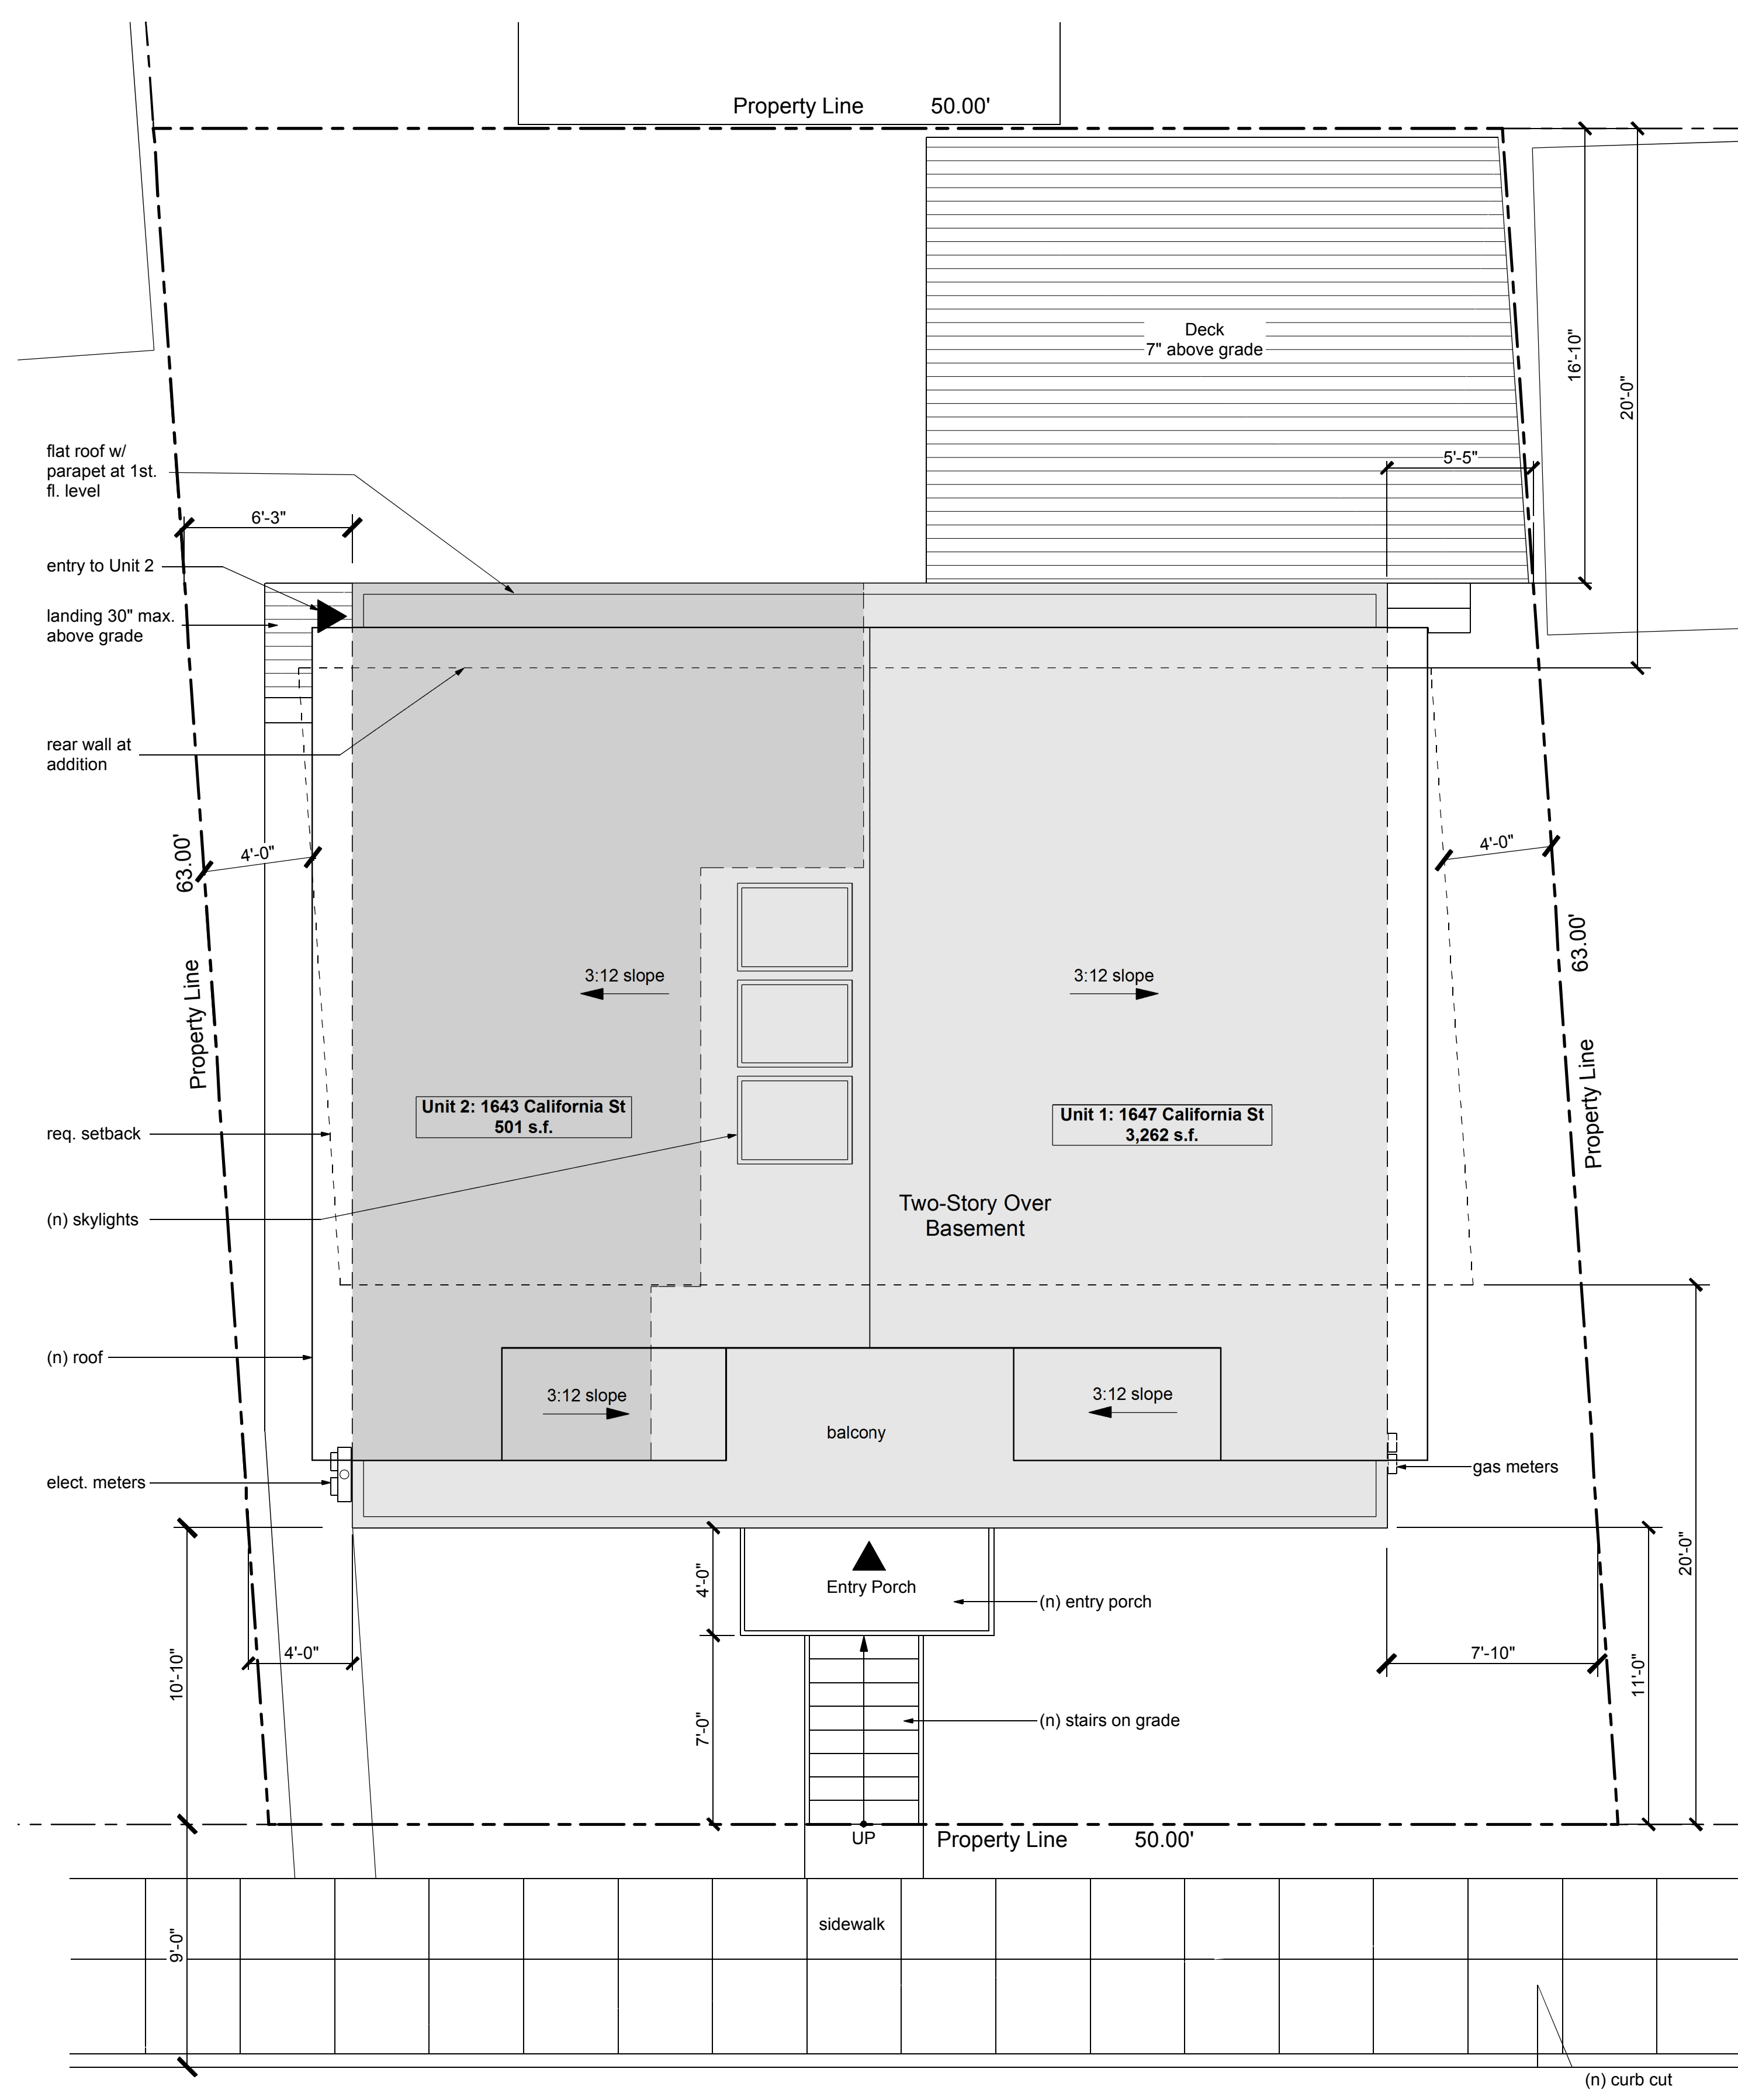 Property Line 50.00'
Deck
7" above grade
16'-10"
20'-0"
5'-5"
flat roof w/
parapet at 1st.
fl. level
6'-3"
entry to Unit 2
landing 30" max.
above grade
rear wall at
addition
63.00'
4'-0"
4'-0"
63.00'
Property Line
3:12 slope
3:12 slope
Property Line
Unit 2: 1643 California St
501 s.f.
Unit 1: 1647 California St
3,262 s.f.
req. setback
Two-Story Over
Basement
(n) skylights
(n) roof
3:12 slope
3:12 slope
balcony
elect. meters
gas meters
20'-0"
4'-0"
Entry Porch
(n) entry porch
4'-0"
7'-10"
10'-10"
11'-0"
7'-0"
(n) stairs on grade
UP
Property Line 50.00'
sidewalk
9'-0"
(n) curb cut